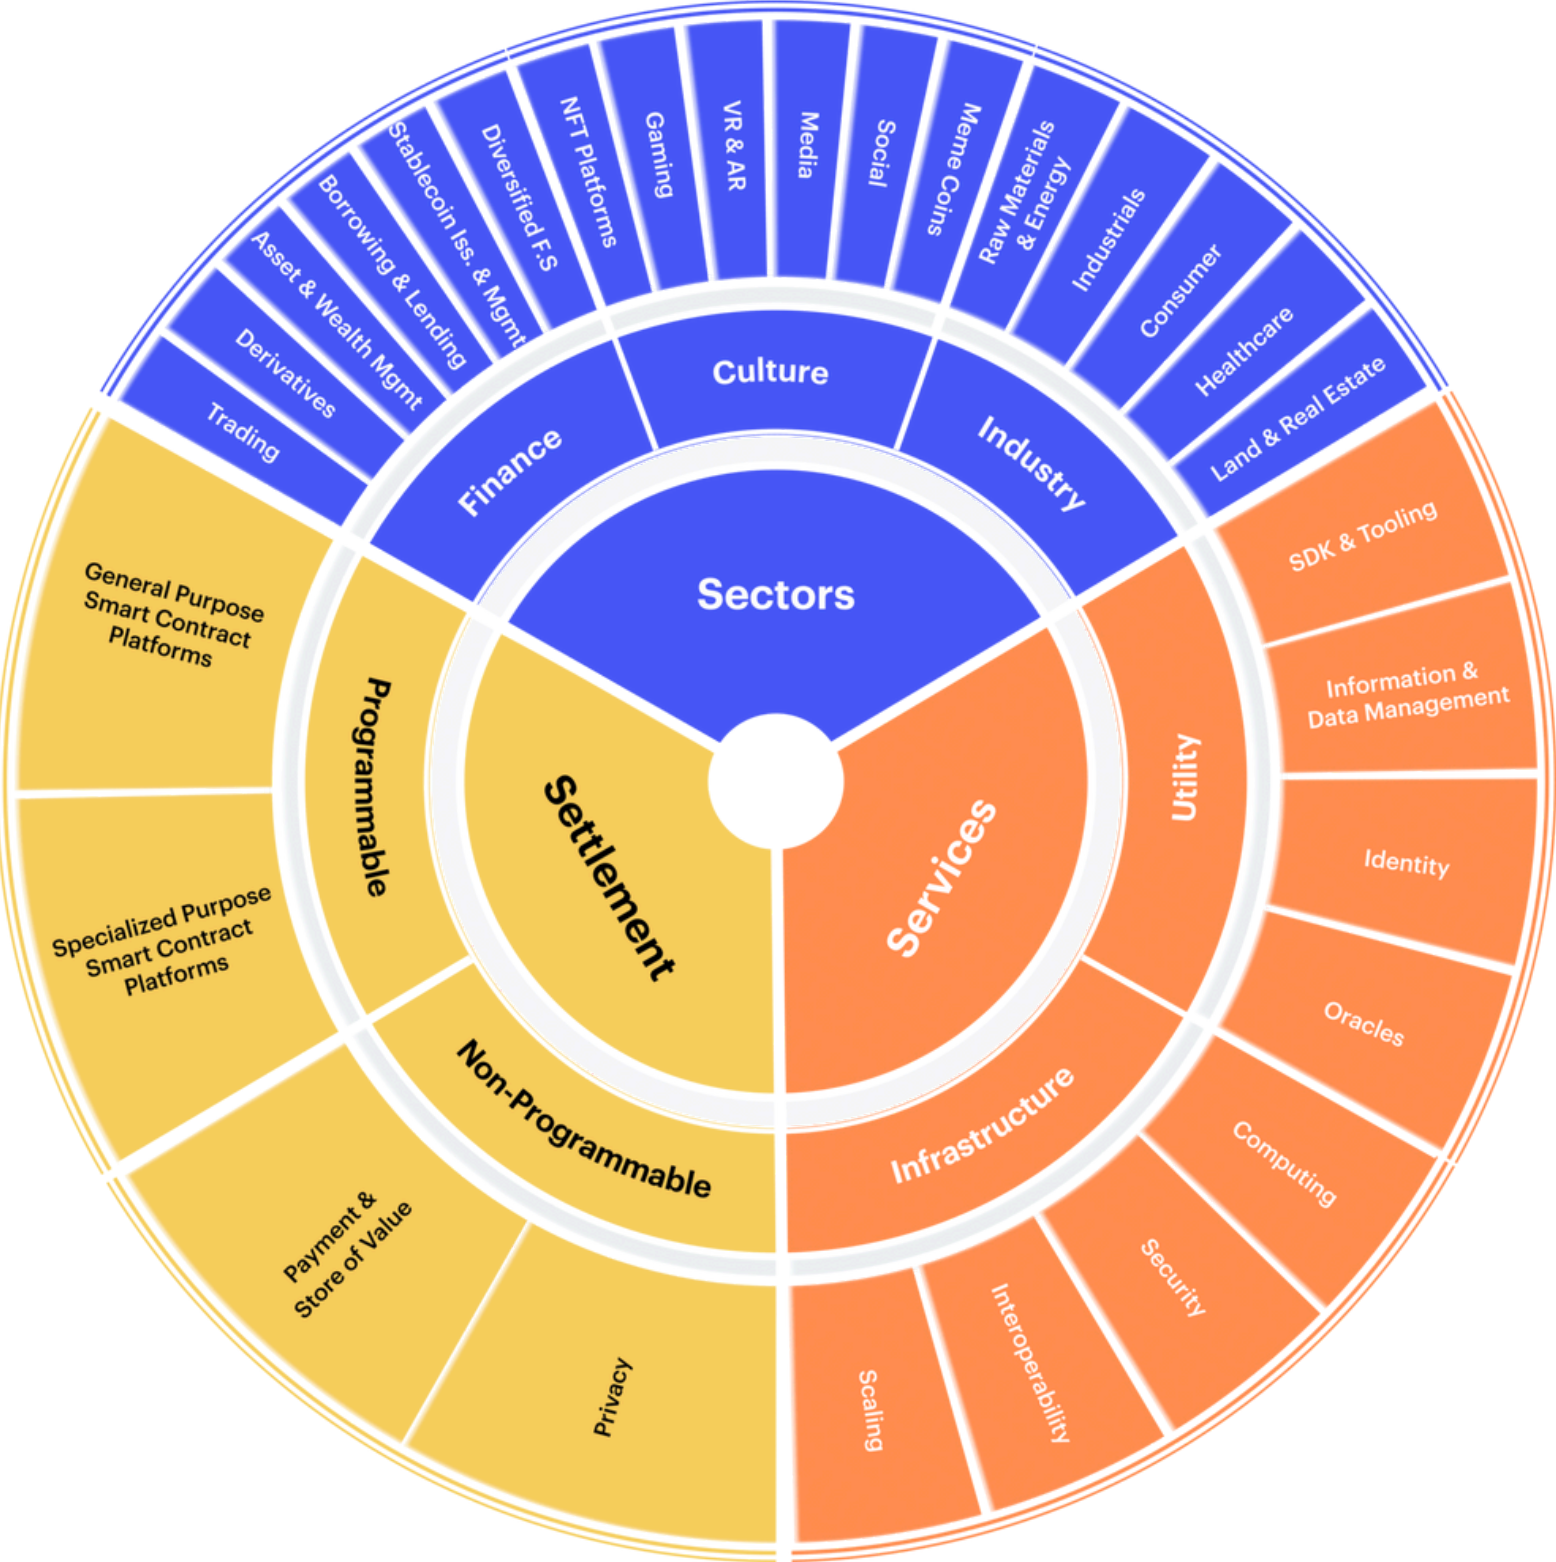 Sectors
Finance
Culture
Industry
Trading
Derivatives
Asset & Wealth Mgmt
Borrowing & Lending
Stablecoin Iss. & Mgmt
Diversified F.S
NFT Platforms
Gaming
VR & AR
Media
Social
Meme Coins
Raw Materials
& Energy
Industrials
Consumer
Healthcare
Land & Real Estate
Services
Utility
Infrastructure
SDK & Tooling
Information &
Data Management
Identity
Oracles
Computing
Security
Interoperability
Scaling
Settlement
Programmable
Non-Programmable
General Purpose
Smart Contract
Platforms
Specialized Purpose
Smart Contract
Platforms
Payment &
Store of Value
Privacy